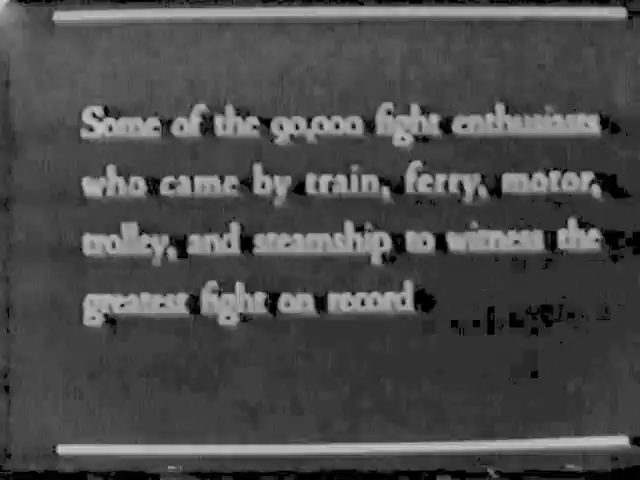 Some of the 90,000 fight enthusiasts
who came by train, ferry, motor,
trolley, and steamship to witness the
greatest fight on record